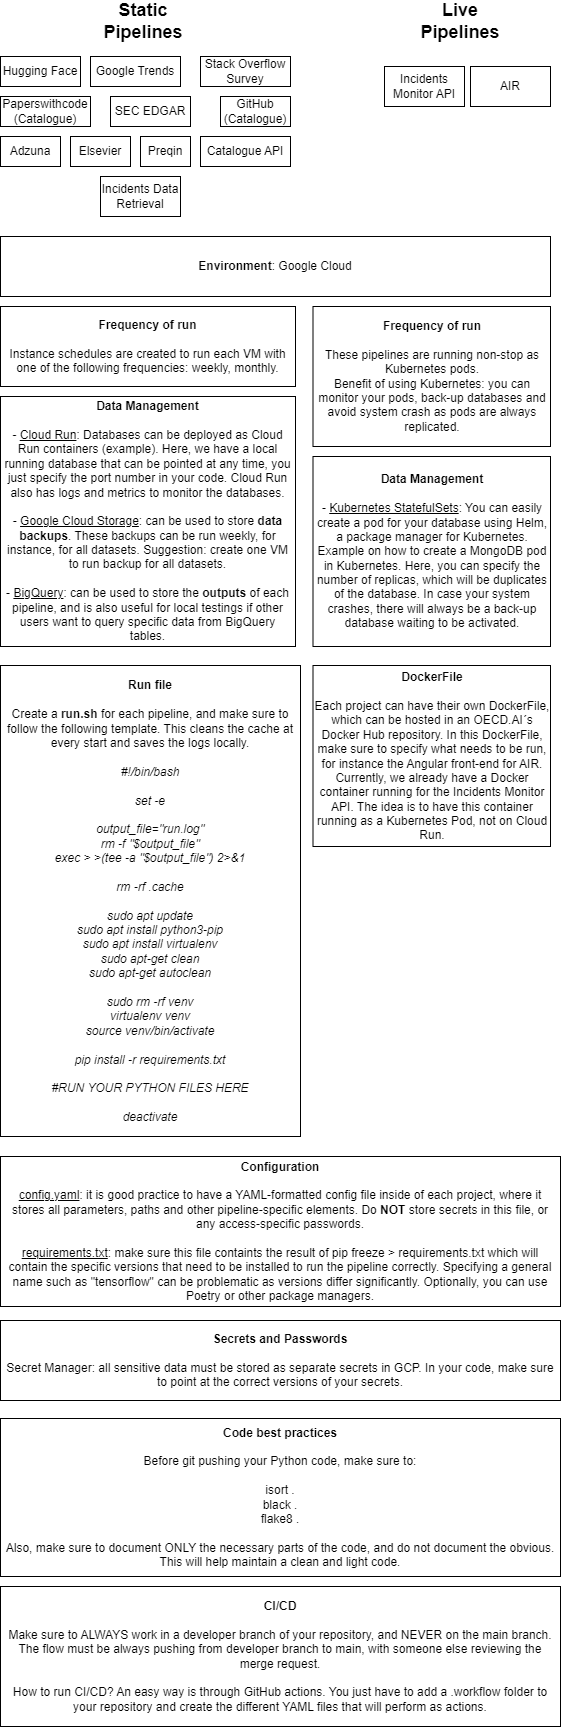 Static
Pipelines
Live
Pipelines
Hugging Face
Google Trends
Stack Overflow
Survey
Incidents
Monitor API
AIR
Paperswithcode
(Catalogue)
SEC EDGAR
GitHub
(Catalogue)
Adzuna
Elsevier
Preqin
Catalogue API
Incidents Data
Retrieval
Environment: Google Cloud
Frequency of run
Instance schedules are created to run each VM with
one of the following frequencies: weekly, monthly.
Frequency of run
These pipelines are running non-stop as
Kubernetes pods.
Benefit of using Kubernetes: you can
monitor your pods, back-up databases and
avoid system crash as pods are always
replicated.
Data Management
- Cloud Run: Databases can be deployed as Cloud
Run containers (example). Here, we have a local
running database that can be pointed at any time, you
just specify the port number in your code. Cloud Run
also has logs and metrics to monitor the databases.
- Google Cloud Storage: can be used to store data
backups. These backups can be run weekly, for
instance, for all datasets. Suggestion: create one VM
to run backup for all datasets.
- BigQuery: can be used to store the outputs of each
pipeline, and is also useful for local testings if other
users want to query specific data from BigQuery
tables.
Data Management
- Kubernetes StatefulSets: You can easily
create a pod for your database using Helm,
a package manager for Kubernetes.
Example on how to create a MongoDB pod
in Kubernetes. Here, you can specify the
number of replicas, which will be duplicates
of the database. In case your system
crashes, there will always be a back-up
database waiting to be activated.
Run file
Create a run.sh for each pipeline, and make sure to
follow the following template. This cleans the cache at
every start and saves the logs locally.
#!/bin/bash
set -e
output_file="run.log"
rm -f "$output_file"
exec > >(tee -a "$output_file") 2>&1
rm -rf .cache
sudo apt update
sudo apt install python3-pip
sudo apt install virtualenv
sudo apt-get clean
sudo apt-get autoclean
sudo rm -rf venv
virtualenv venv
source venv/bin/activate
pip install -r requirements.txt
#RUN YOUR PYTHON FILES HERE
deactivate
DockerFile
Each project can have their own DockerFile,
which can be hosted in an OECD.AI´s
Docker Hub repository. In this DockerFile,
make sure to specify what needs to be run,
for instance the Angular front-end for AIR.
Currently, we already have a Docker
container running for the Incidents Monitor
API. The idea is to have this container
running as a Kubernetes Pod, not on Cloud
Run.
Configuration
config.yaml: it is good practice to have a YAML-formatted config file inside of each project, where it
stores all parameters, paths and other pipeline-specific elements. Do NOT store secrets in this file, or
any access-specific passwords.
requirements.txt: make sure this file containts the result of pip freeze > requirements.txt which will
contain the specific versions that need to be installed to run the pipeline correctly. Specifying a general
name such as "tensorflow" can be problematic as versions differ significantly. Optionally, you can use
Poetry or other package managers.
Secrets and Passwords
Secret Manager: all sensitive data must be stored as separate secrets in GCP. In your code, make sure
to point at the correct versions of your secrets.
Code best practices
Before git pushing your Python code, make sure to:
isort .
black .
flake8 .
Also, make sure to document ONLY the necessary parts of the code, and do not document the obvious.
This will help maintain a clean and light code.
CI/CD
Make sure to ALWAYS work in a developer branch of your repository, and NEVER on the main branch.
The flow must be always pushing from developer branch to main, with someone else reviewing the
merge request.
How to run CI/CD? An easy way is through GitHub actions. You just have to add a .workflow folder to
your repository and create the different YAML files that will perform as actions.